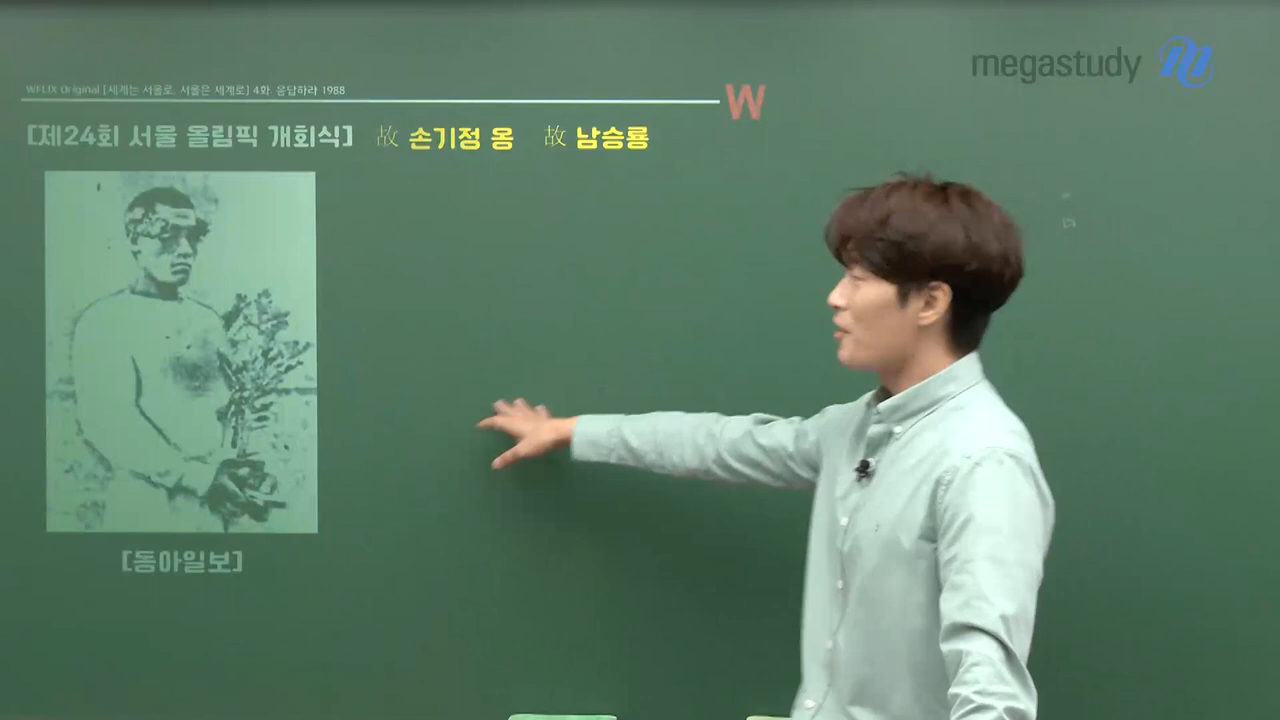 megastudy
WFLIX Original [세계는 서울로, 서울은 세계로] 4화. 응답하라 1988
W
[제24회 서울 올림픽 개회식] 故 손기정 옹 故 남승룡
[동아일보]